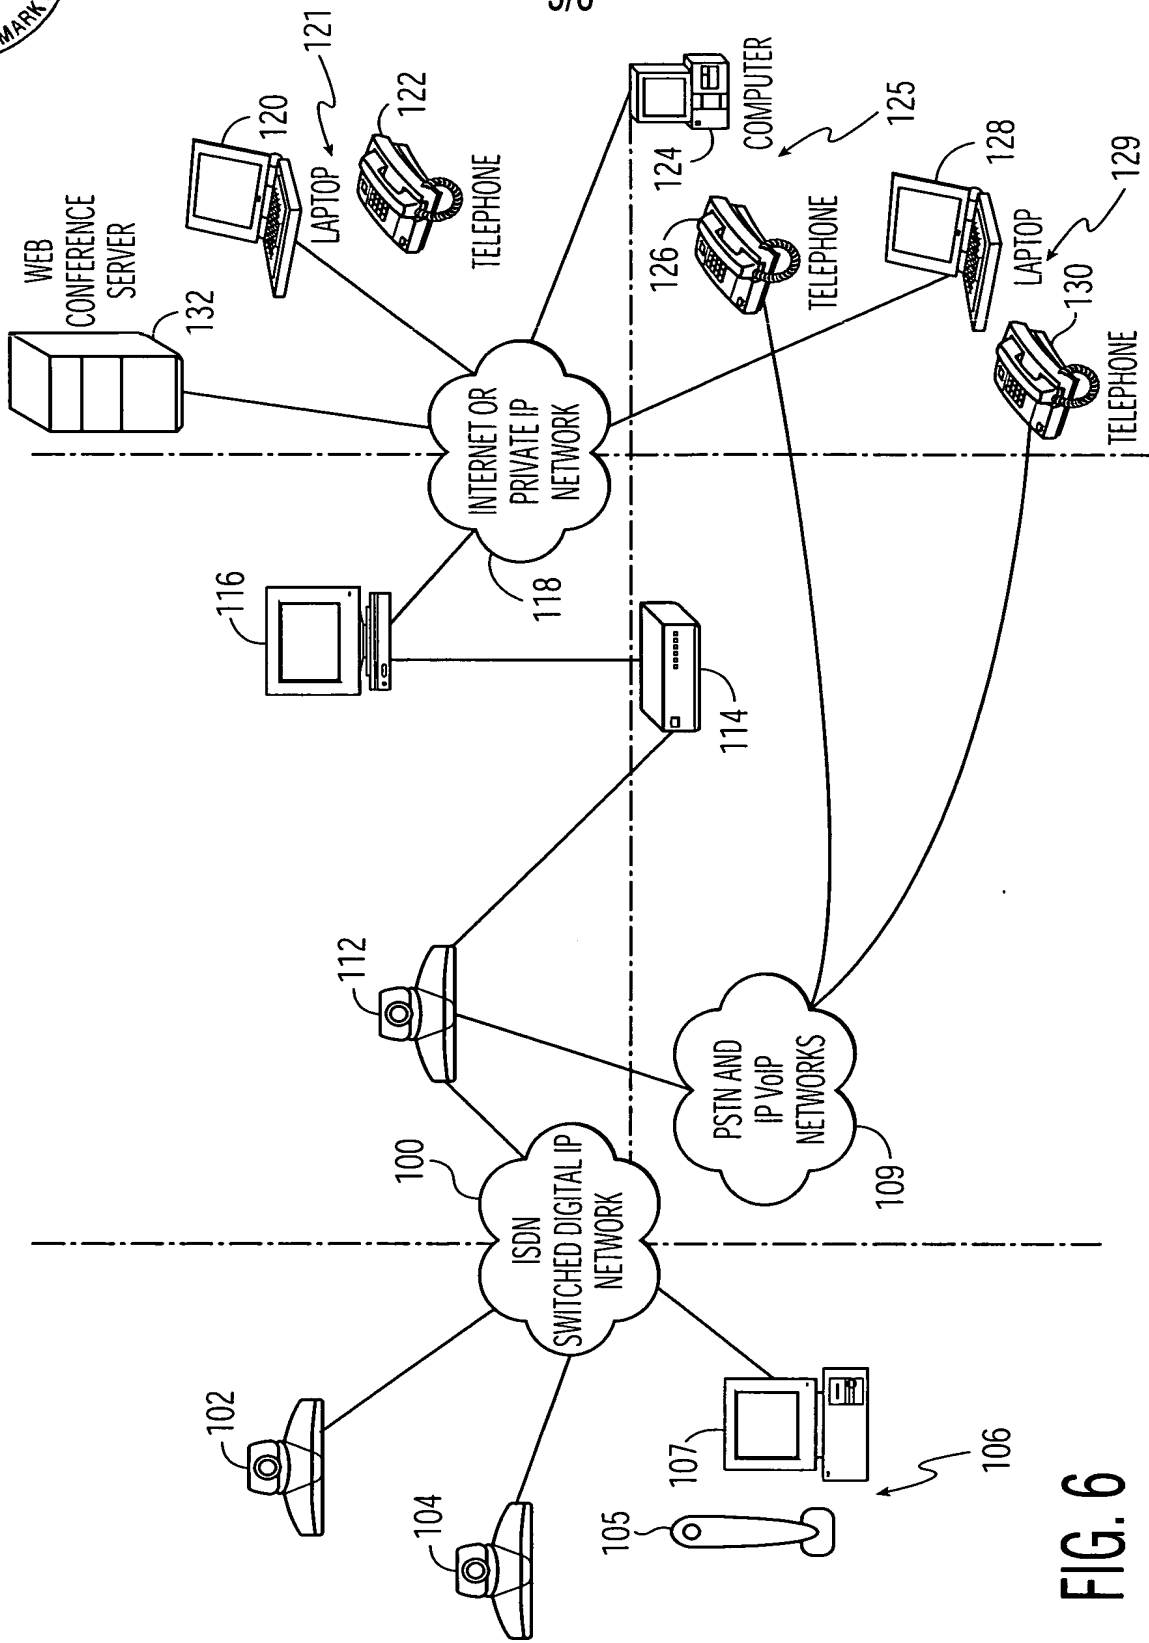 MARK
5/6
WEB
CONFERENCE
SERVER
132
120
LAPTOP
121
122
TELEPHONE
116
INTERNET OR
PRIVATE IP
NETWORK
118
124
COMPUTER
126
TELEPHONE
125
128
LAPTOP
129
130
TELEPHONE
114
112
100
ISDN
SWITCHED DIGITAL IP
NETWORK
PSTN AND
IP VoIP
NETWORKS
109
102
104
105
107
106
FIG. 6